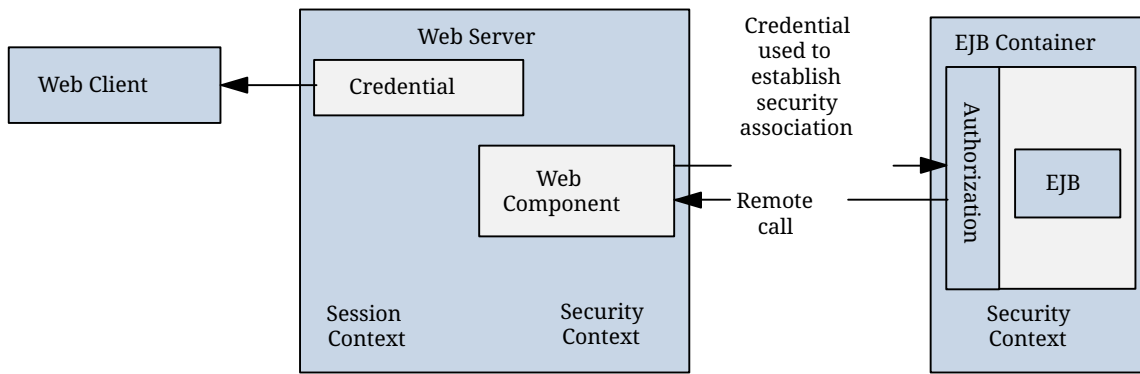 Web Client
Web Server
Credential
Web
Component
Session
Context
Security
Context
Credential
used to
establish
security
association
Remote
call
EJB Container
Authorization
EJB
Security
Context